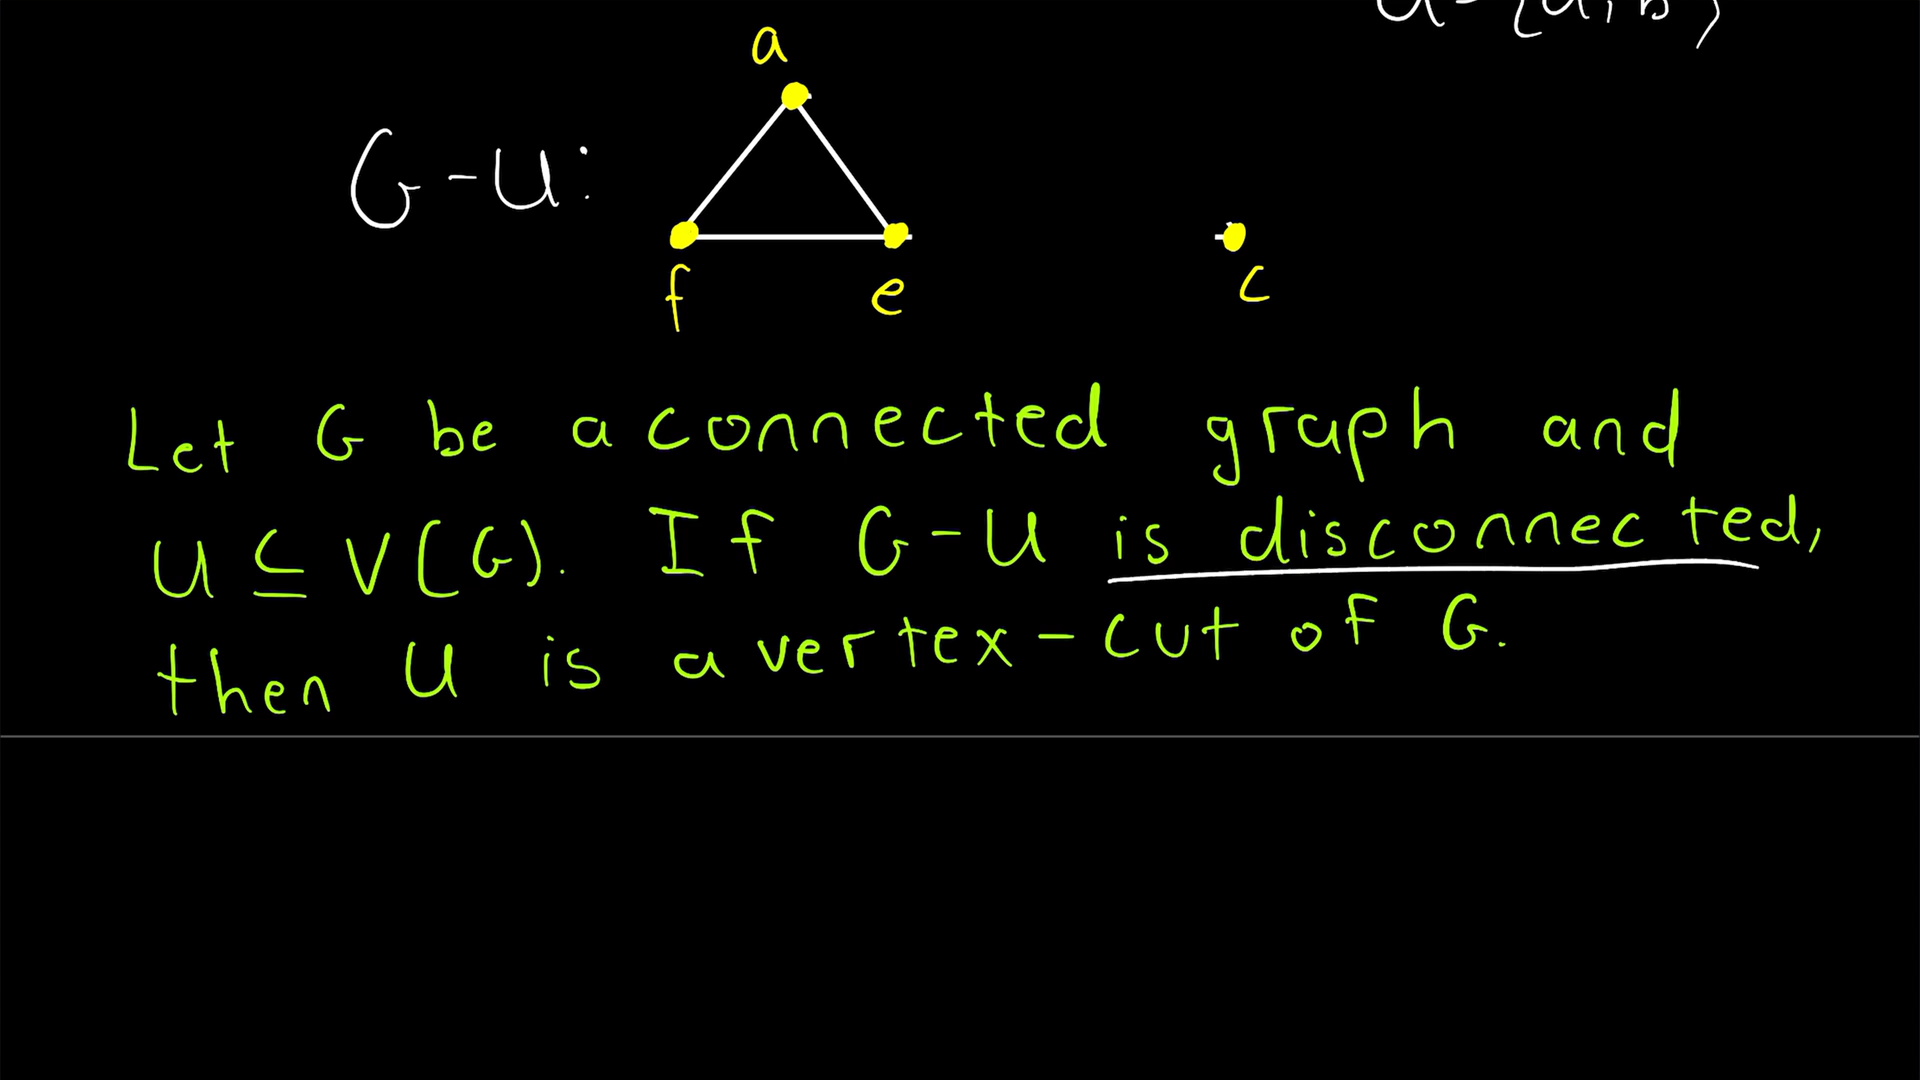 a
G-U:
f e c
Let G be a connected graph and
U ⊆ V(G). If G-U is disconnected,
then U is a vertex-cut of G.